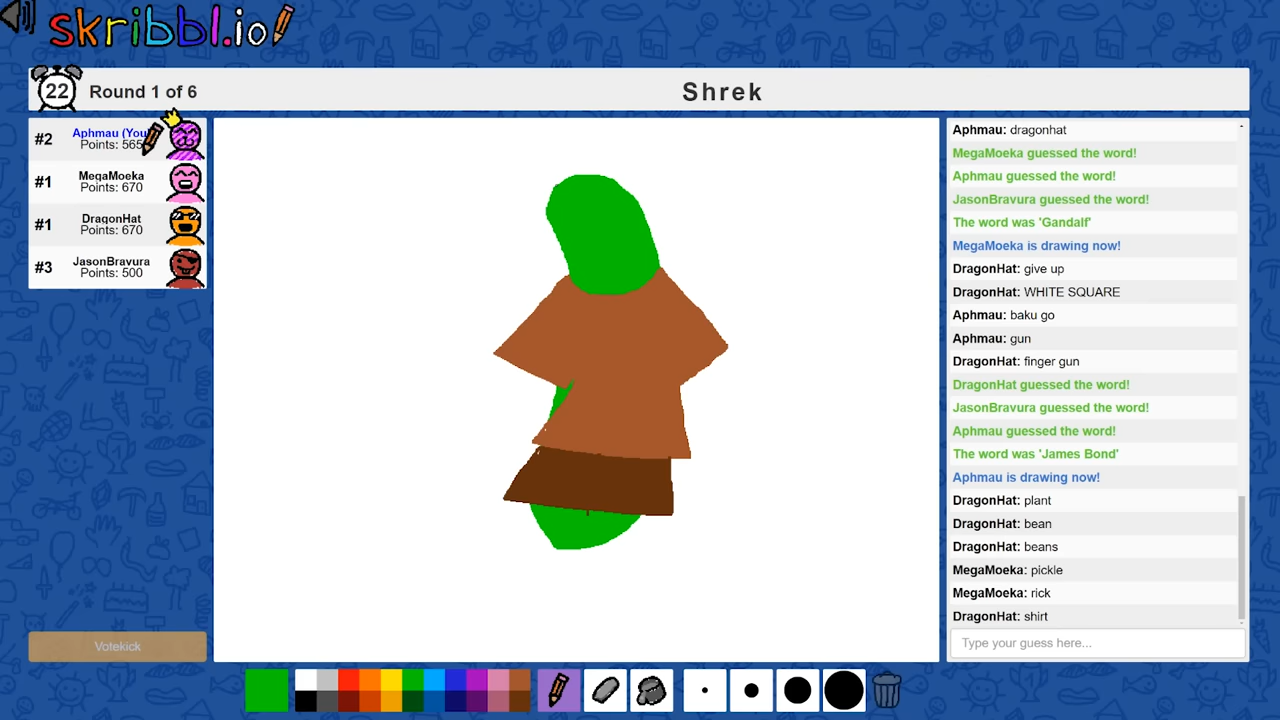 skribbl.io
22 Round 1 of 6
Shrek
#2 Aphmau (You
Points: 565
#1 MegaMoeka
Points: 670
#1 DragonHat
Points: 670
#3 JasonBravura
Points: 500
Votekick
Aphmau: dragonhat
MegaMoeka guessed the word!
Aphmau guessed the word!
JasonBravura guessed the word!
The word was 'Gandalf'
MegaMoeka is drawing now!
DragonHat: give up
DragonHat: WHITE SQUARE
Aphmau: baku go
Aphmau: gun
DragonHat: finger gun
DragonHat guessed the word!
JasonBravura guessed the word!
Aphmau guessed the word!
The word was 'James Bond'
Aphmau is drawing now!
DragonHat: plant
DragonHat: bean
DragonHat: beans
MegaMoeka: pickle
MegaMoeka: rick
DragonHat: shirt
Type your guess here...